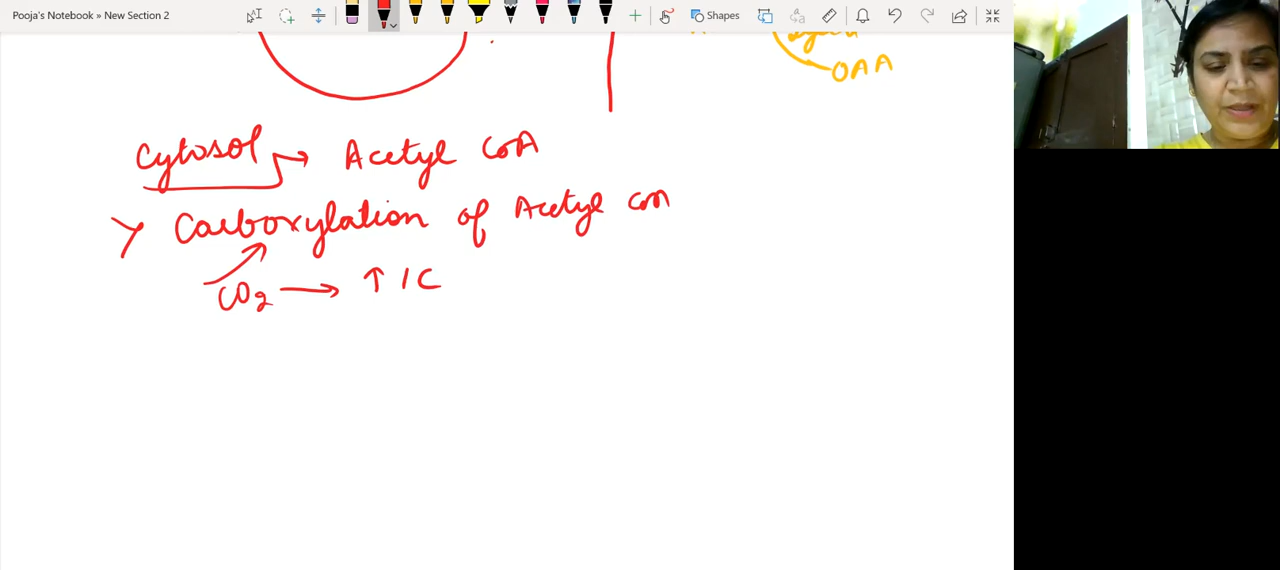 Pooja's Notebook » New Section 2
Shapes
OAA
Cytosol → Acetyl CoA
> Carboxylation of Acetyl CoA
CO2 → ↑ 1C